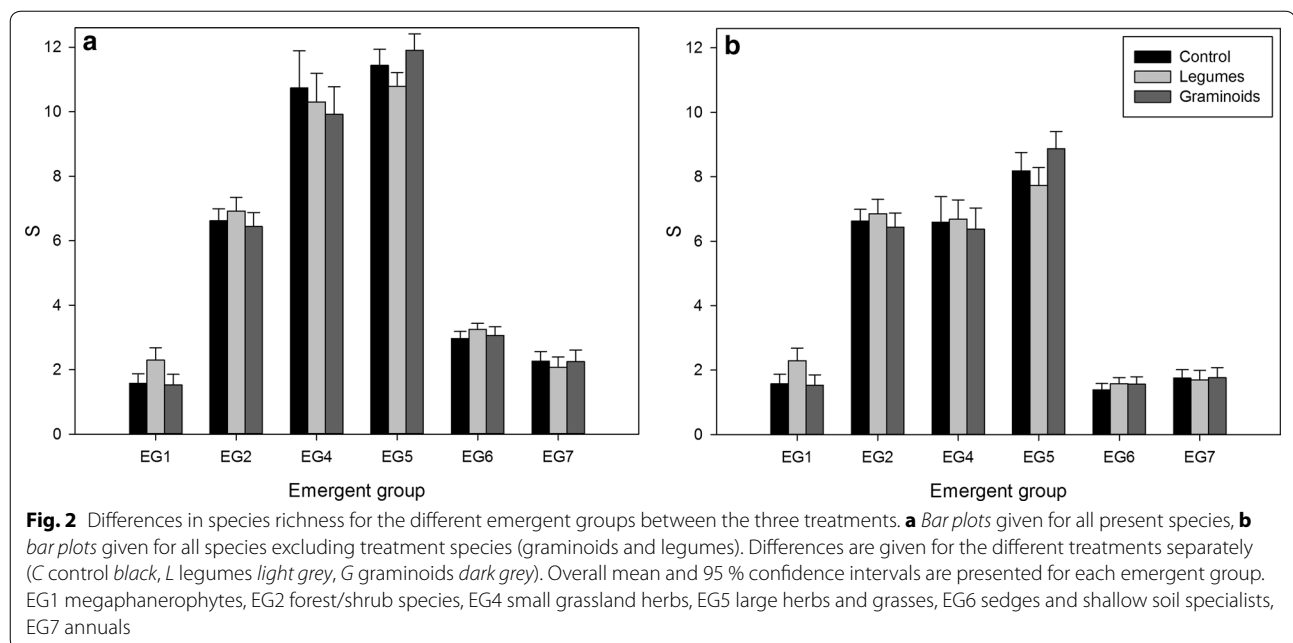 a
12
10
8
6
4
2
0
S
EG1 EG2 EG4 EG5 EG6 EG7
Emergent group
b
Control
Legumes
Graminoids
12
10
8
6
4
2
0
S
EG1 EG2 EG4 EG5 EG6 EG7
Emergent group
Fig. 2 Differences in species richness for the different emergent groups between the three treatments. a Bar plots given for all present species, b
bar plots given for all species excluding treatment species (graminoids and legumes). Differences are given for the different treatments separately
(C control black, L legumes light grey, G graminoids dark grey). Overall mean and 95 % confidence intervals are presented for each emergent group.
EG1 megaphanerophytes, EG2 forest/shrub species, EG4 small grassland herbs, EG5 large herbs and grasses, EG6 sedges and shallow soil specialists,
EG7 annuals